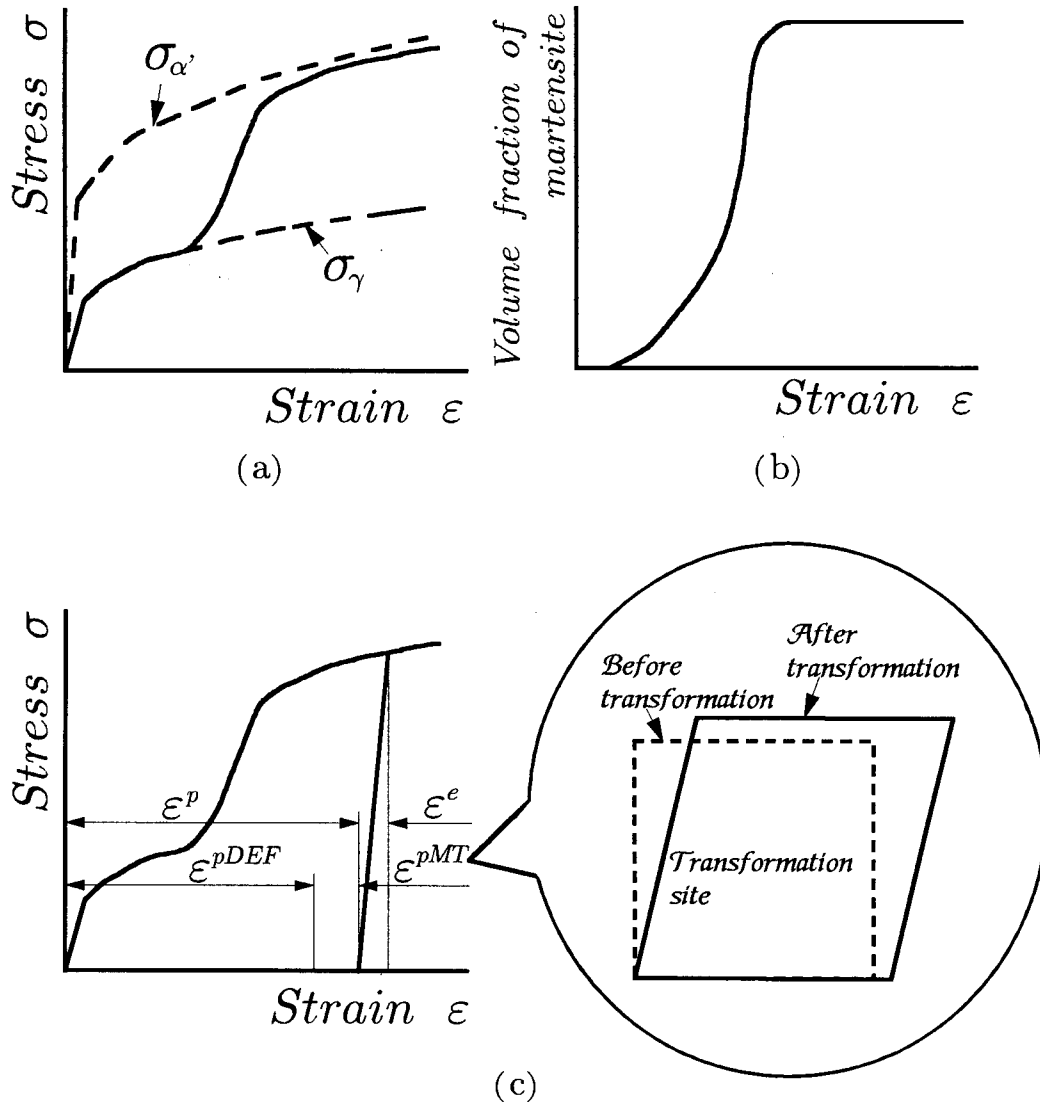 Stress σ
σα'
σγ
Strain ε
(a)
Volume fraction of
martensite
Strain ε
(b)
Stress σ
εᵖ
εᵉ
εᵖᴰᴱᶠ
εᵖᴹᵀ
Strain ε
Before
transformation
After
transformation
Transformation
site
(c)